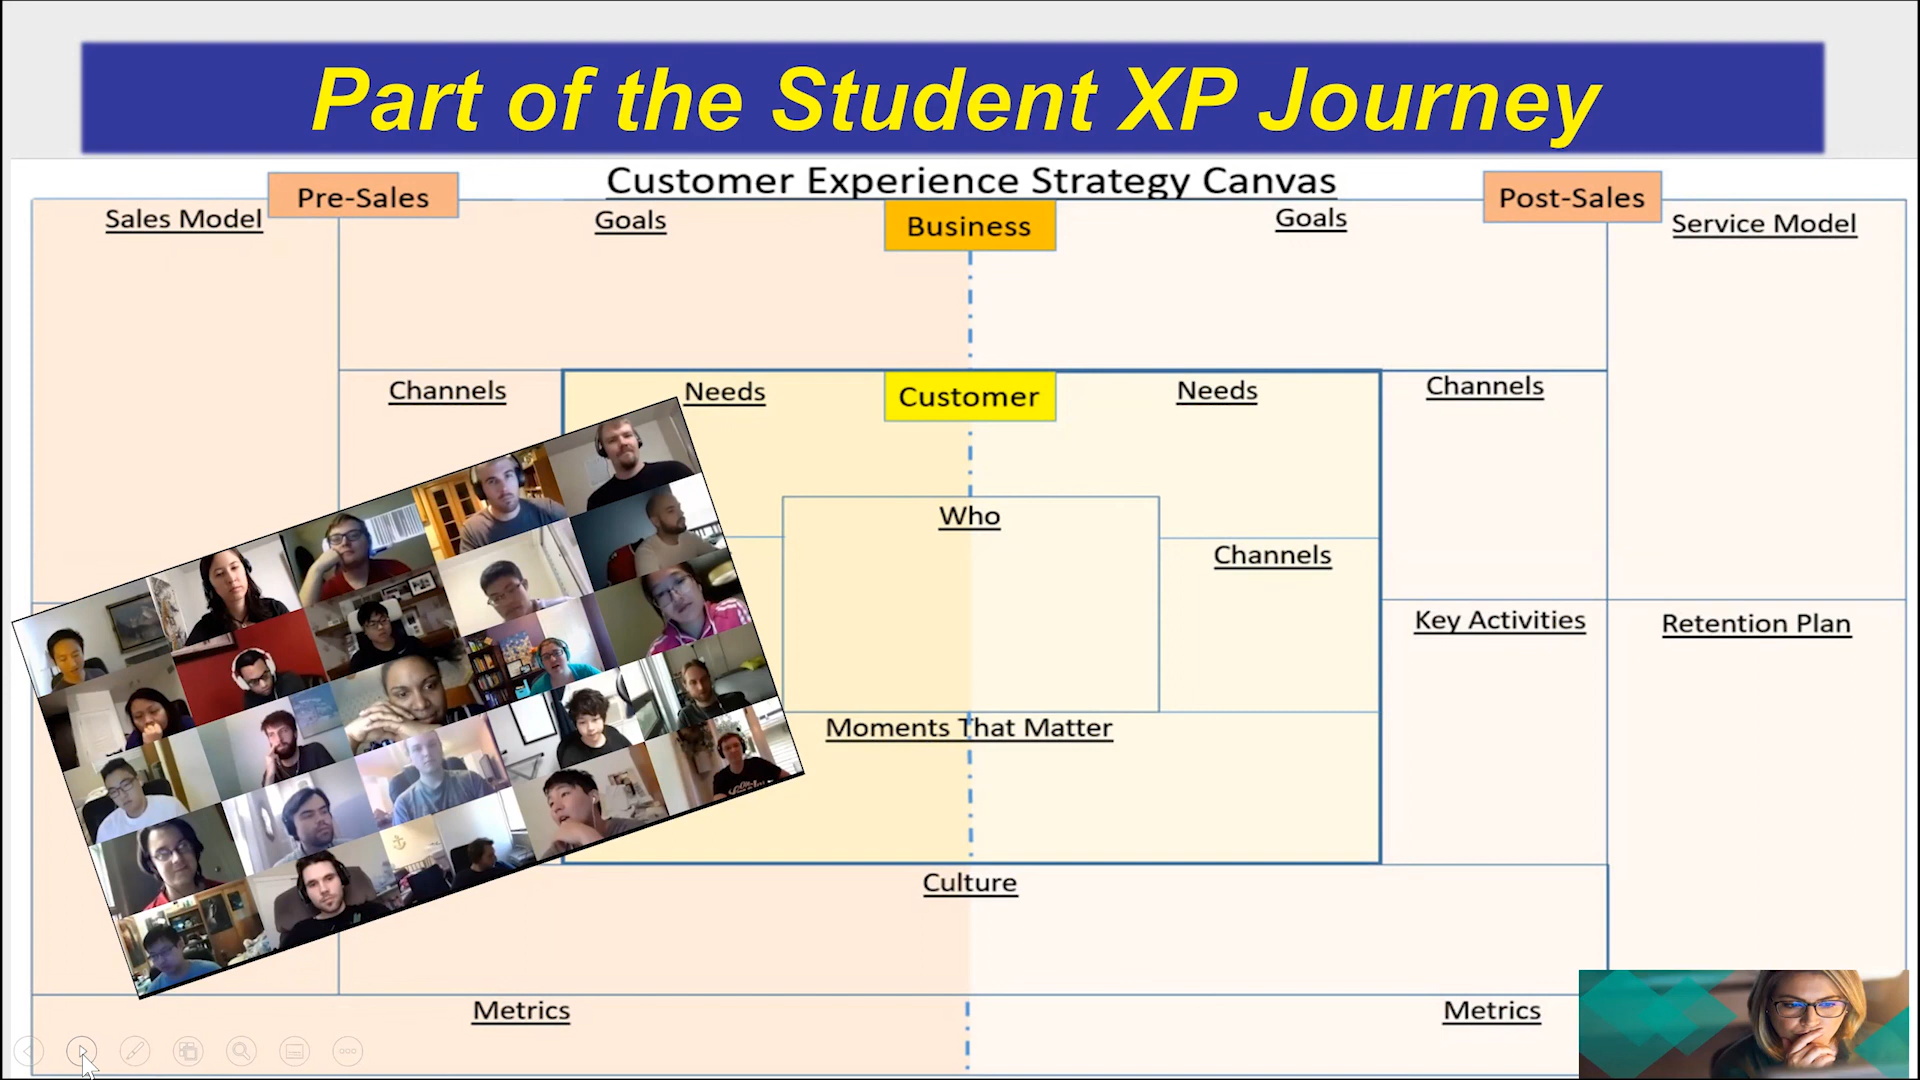 Part of the Student XP Journey
Customer Experience Strategy Canvas
Pre-Sales
Post-Sales
Sales Model
Goals
Business
Goals
Service Model
Channels
Needs
Customer
Needs
Channels
Who
Channels
Key Activities
Retention Plan
Moments That Matter
Culture
Metrics
Metrics